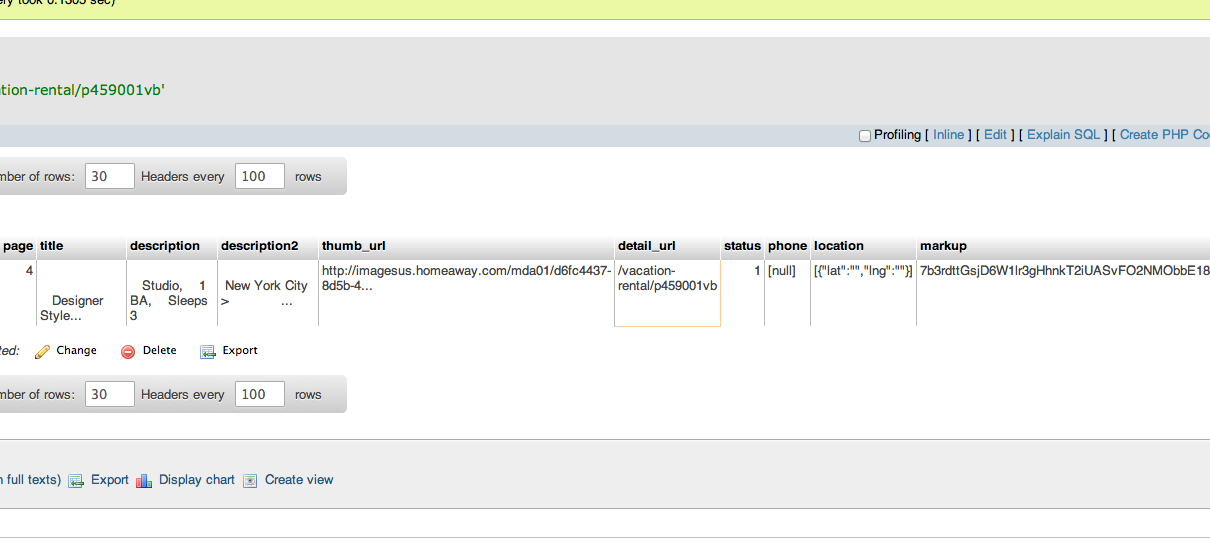 ery took 0.1305 sec)
tion-rental/p459001vb'
Profiling [ Inline ] [ Edit ] [ Explain SQL ] [ Create PHP Co
mber of rows: 30 Headers every 100 rows
page title description description2 thumb_url detail_url status phone location markup
4 Designer Style... Studio, 1 BA, Sleeps 3 New York City > ... http://imagesus.homeaway.com/mda01/d6fc4437-8d5b-4... /vacation-rental/p459001vb 1 [null] [{"lat":"","lng":""}] 7b3rdttGsjD6W1lr3gHhnkT2iUASvFO2NMObbE18
ted: Change Delete Export
mber of rows: 30 Headers every 100 rows
n full texts) Export Display chart Create view